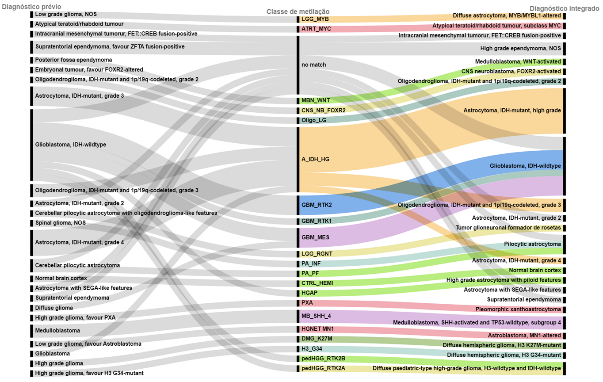 Diagnóstico prévio
Classe de metilação
Diagnóstico integrado
Low grade glioma, NOS
Atypical teratoid/rhabdoid tumour
Intracranial mesenchymal tumorur, FET::CREB fusion-positive
Supratentorial ependymoma, favour ZFTA fusion-positive
Posterior fossa ependymoma
Embryonal tumour, favour FOXR2-altered
Oligodendroglioma, IDH-mutant and 1p/19q-codeleted, grade 2
Astrocytoma, IDH-mutant, grade 3
Glioblastoma, IDH-wildtype
Oligodendroglioma, IDH-mutant and 1p/19q-codeleted, grade 3
Astrocytoma, IDH-mutant, grade 2
Cerebellar pilocytic astrocytoma with oligodendroglioma-like features
Spinal glioma, NOS
Astrocytoma, IDH-mutant, grade 4
Cerebellar pilocytic astrocytoma
Normal brain cortex
Astrocytoma with SEGA-like features
Supratentorial ependymoma
Diffuse glioma
High grade glioma, favour PXA
Medulloblastoma
Low grade glioma, favour Astroblastoma
Glioblastoma
High grade glioma
High grade glioma, favour H3 G34-mutant
LGG_MYB
ATRT_MYC
no match
MBN_WNT
CNS_NB_FOXR2
Oligo_LG
A_IDH_HG
GBM_RTK2
GBM_RTK1
GBM_MES
LGG_RGNT
PA_INF
PA_PF
CTRL_HEMI
HGAP
PXA
MB_SHH_4
HGNET MN1
DMG_K27M
H3_G34
pedHGG_RTK2B
pedHGG_RTK2A
Diffuse astrocytoma, MYB/MYBL1-altered
Atypical teratoid/rhabdoid tumour, subclass MYC
Intracranial mesenchymal tumorur, FET::CREB fusion-positive
High grade ependymoma, NOS
Medulloblastoma, WNT-activated
CNS neuroblastoma, FOXR2-activated
Oligodendroglioma, IDH-mutant and 1p/19q-codeleted, grade 2
Astrocytoma, IDH-mutant, high grade
Glioblastoma, IDH-wildtype
Oligodendroglioma, IDH-mutant and 1p/19q-codeleted, grade 3
Astrocytoma, IDH-mutant, grade 2
Tumor glioneuronal formador de rosetas
Pilocytic astrocytoma
Astrocytoma, IDH-mutant, grade 4
Normal brain cortex
High grade astrocytoma with piloid features
Astrocytoma with SEGA-like features
Supratentorial ependymoma
Pleomorphic xanthoastrocytoma
Medulloblastoma, SHH-activated and TP53-wildtype, subgroup 4
Astroblastoma, MN1-altered
Diffuse hemispheric glioma, H3 K27M-mutant
Diffuse hemispheric glioma, H3 G34-mutant
Diffuse paediatric-type high-grade glioma, H3-wildtype and IDH-wildtype